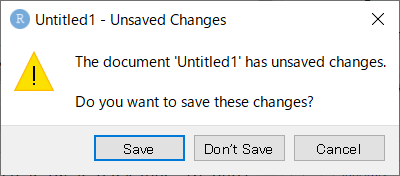 R Untitled1 - Unsaved Changes
The document 'Untitled1' has unsaved changes.
Do you want to save these changes?
Save Don't Save Cancel